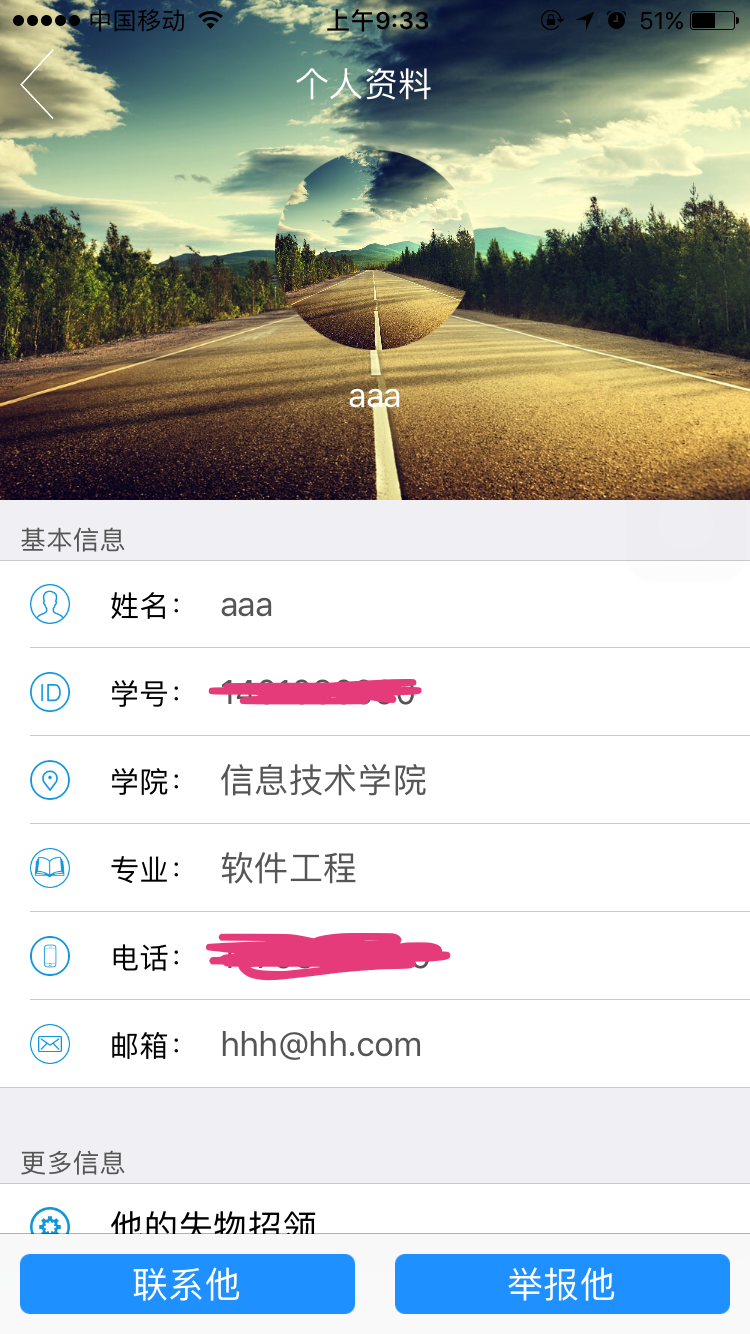 中国移动 上午9:33 51%
个人资料
aaa
基本信息
姓名: aaa
ID 学号:
学院: 信息技术学院
专业: 软件工程
电话:
邮箱: hhh@hh.com
更多信息
他的失物招领
联系他 举报他